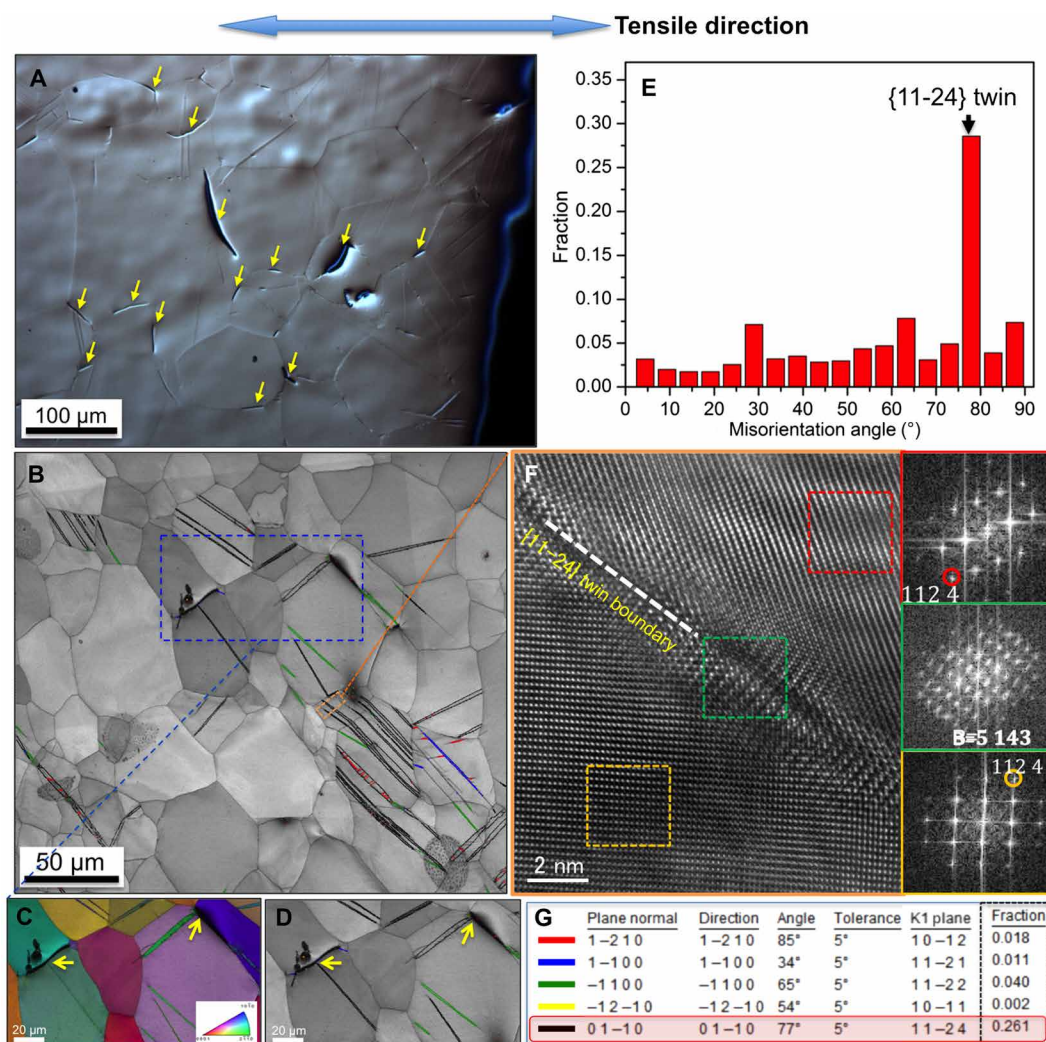 Tensile direction
A
100 μm
E
{11-24} twin
Fraction
0.35
0.30
0.25
0.20
0.15
0.10
0.05
0.00
0 10 20 30 40 50 60 70 80 90
Misorientation angle (°)
B
50 μm
F
{11–24} twin boundary
2 nm
112 4
B=5 143
112 4
C
20 μm
D
20 μm
G
Plane normal Direction Angle Tolerance K1 plane Fraction
1 –2 1 0 1 –2 1 0 85° 5° 1 0 –1 2 0.018
1 –1 0 0 1 –1 0 0 34° 5° 1 1 –2 1 0.011
–1 1 0 0 –1 1 0 0 65° 5° 1 1 –2 2 0.040
–1 2 –1 0 –1 2 –1 0 54° 5° 1 0 –1 1 0.002
0 1 –1 0 0 1 –1 0 77° 5° 1 1 –2 4 0.261